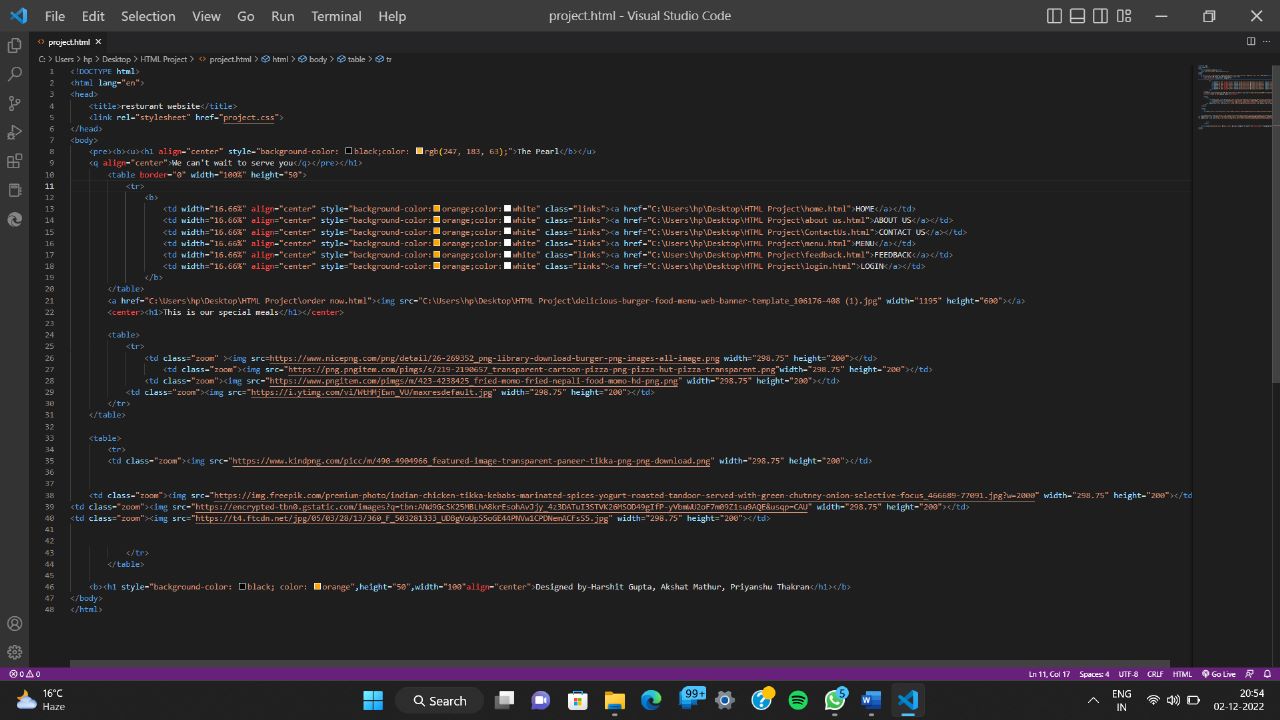 File Edit Selection View Go Run Terminal Help project.html - Visual Studio Code
project.html
C: > Users > hp > Desktop > HTML Project > project.html > html > body > table > tr
1 <!DOCTYPE html>
2 <html lang="en">
3 <head>
4 <title>resturant website</title>
5 <link rel="stylesheet" href="project.css">
6 </head>
7 <body>
8 <pre><b><u><h1 align="center" style="background-color: black;color: rgb(247, 183, 63);">The Pearl</b></u>
9 <q align="center">We can't wait to serve you</q></pre></h1>
10 <table border="0" width="100%" height="50">
11 <tr>
12 <b>
13 <td width="16.66%" align="center" style="background-color:orange;color:white" class="links"><a href="C:\Users\hp\Desktop\HTML Project\home.html">HOME</a></td>
14 <td width="16.66%" align="center" style="background-color:orange;color:white" class="links"><a href="C:\Users\hp\Desktop\HTML Project\about us.html">ABOUT US</a></td>
15 <td width="16.66%" align="center" style="background-color:orange;color:white" class="links"><a href="C:\Users\hp\Desktop\HTML Project\ContactUs.html">CONTACT US</a></td>
16 <td width="16.66%" align="center" style="background-color:orange;color:white" class="links"><a href="C:\Users\hp\Desktop\HTML Project\menu.html">MENU</a></td>
17 <td width="16.66%" align="center" style="background-color:orange;color:white" class="links"><a href="C:\Users\hp\Desktop\HTML Project\feedback.html">FEEDBACK</a></td>
18 <td width="16.66%" align="center" style="background-color:orange;color:white" class="links"><a href="C:\Users\hp\Desktop\HTML Project\login.html">LOGIN</a></td>
19 </b>
20 </table>
21 <a href="C:\Users\hp\Desktop\HTML Project\order now.html"><img src="C:\Users\hp\Desktop\HTML Project\delicious-burger-food-menu-web-banner-template_106176-408 (1).jpg" width="1195" height="600"></a>
22 <center><h1>This is our special meals</h1></center>
23
24 <table>
25 <tr>
26 <td class="zoom" ><img src=https://www.nicepng.com/png/detail/26-269352_png-library-download-burger-png-images-all-image.png width="298.75" height="200"></td>
27 <td class="zoom"><img src="https://png.pngitem.com/pimgs/s/219-2190657_transparent-cartoon-pizza-png-pizza-hut-pizza-transparent.png"width="298.75" height="200"></td>
28 <td class="zoom"><img src="https://www.pngitem.com/pimgs/m/423-4238425_fried-momo-fried-nepali-food-momo-hd-png.png" width="298.75" height="200"></td>
29 <td class="zoom"><img src="https://i.ytimg.com/vi/WtHMjEwn_VU/maxresdefault.jpg" width="298.75" height="200"></td>
30 </tr>
31 </table>
32
33 <table>
34 <tr>
35 <td class="zoom"><img src="https://www.kindpng.com/picc/m/490-4904966_featured-image-transparent-paneer-tikka-png-png-download.png" width="298.75" height="200"></td>
36
37
38 <td class="zoom"><img src="https://img.freepik.com/premium-photo/indian-chicken-tikka-kebabs-marinated-spices-yogurt-roasted-tandoor-served-with-green-chutney-onion-selective-focus_466689-77091.jpg?w=2000" width="298.75" height="200"></td
39 <td class="zoom"><img src="https://encrypted-tbn0.gstatic.com/images?q=tbn:ANd9GcSK25MBLhA8krEsohAvJjy_4z3DATuI3STVK26MSOD49gIfP-yVbmWU2oF7m09Z1su9AQE&usqp=CAU" width="298.75" height="200"></td>
40 <td class="zoom"><img src="https://t4.ftcdn.net/jpg/05/03/28/13/360_F_503281333_UDBgVoUpS5oGE44PNVw1CPDNemACFsS5.jpg" width="298.75" height="200"></td>
41
42
43 </tr>
44 </table>
45
46 <b><h1 style="background-color: black; color: orange",height="50",width="100"align="center">Designed by-Harshit Gupta, Akshat Mathur, Priyanshu Thakran</h1></b>
47 </body>
48 </html>
0 0 Ln 11, Col 17 Spaces: 4 UTF-8 CRLF HTML Go Live
16°C
Haze
Search
99+
5
ENG
IN
20:54
02-12-2022